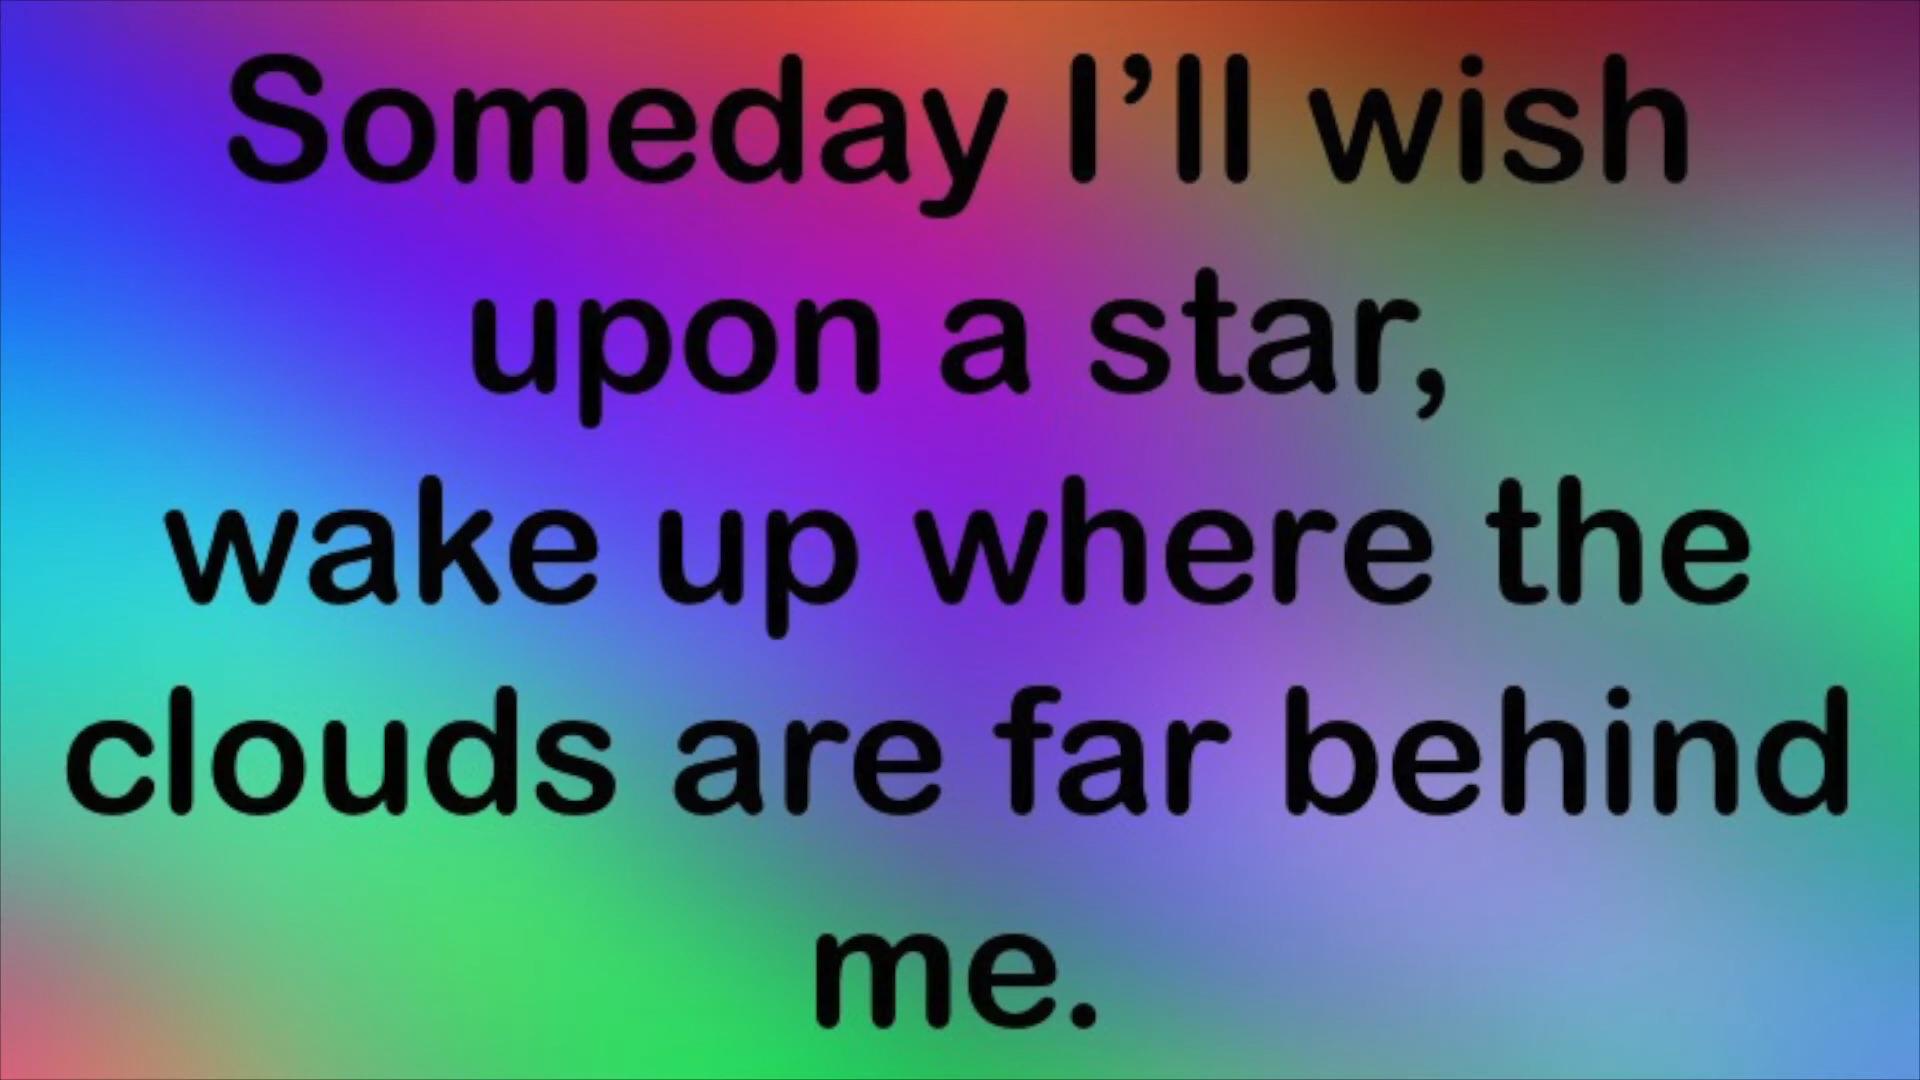 Someday I’ll wish
upon a star,
wake up where the
clouds are far behind
me.